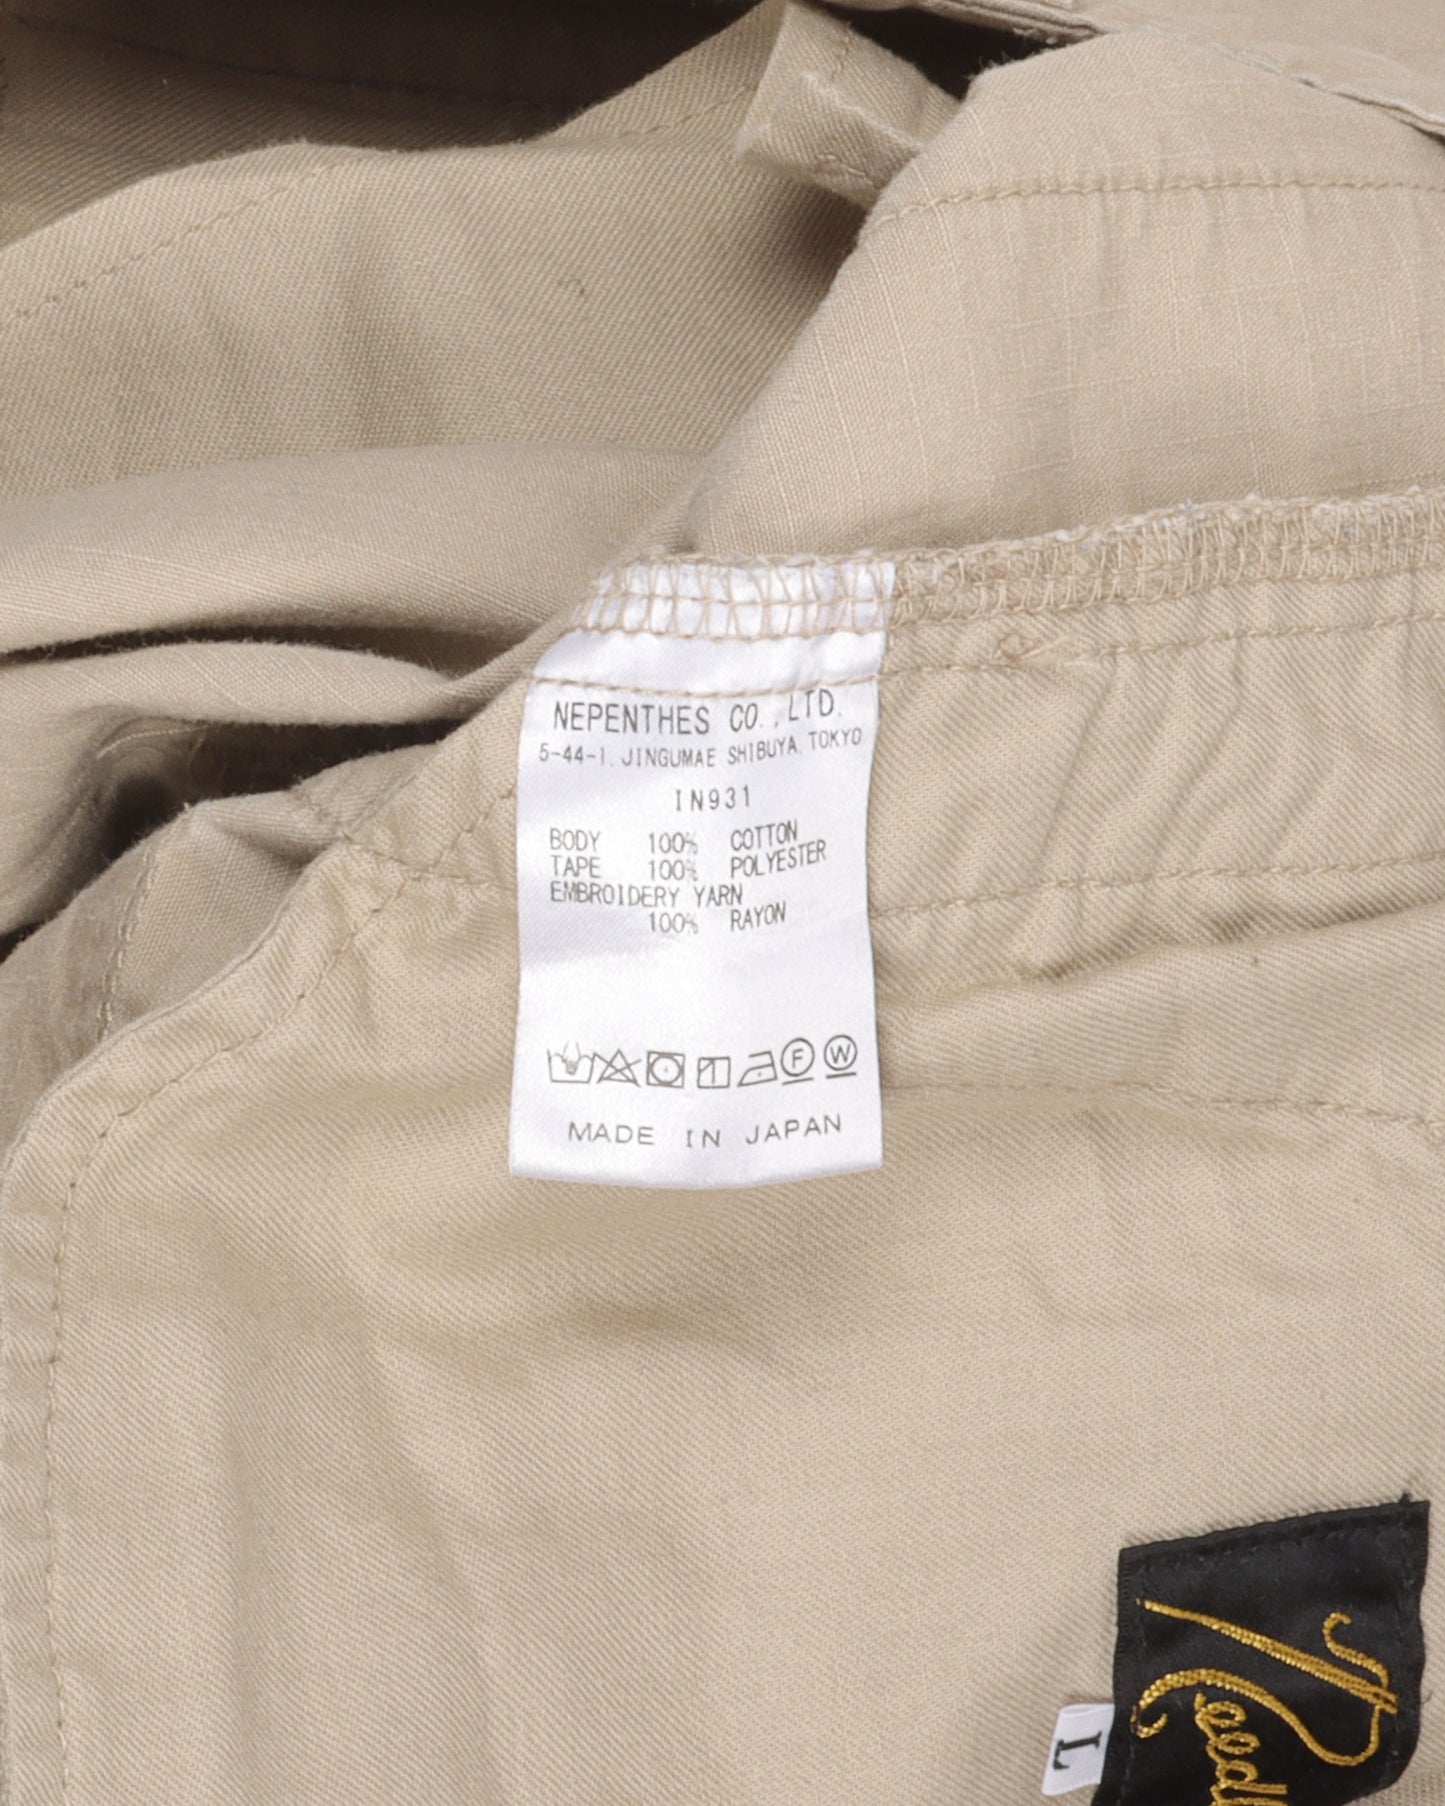 NEPENTHES CO.,LTD.
5-44-1, JINGUMAE SHIBUYA, TOKYO
IN931
BODY 100% COTTON
TAPE 100% POLYESTER
EMBROIDERY YARN
100% RAYON
F W
MADE IN JAPAN
L